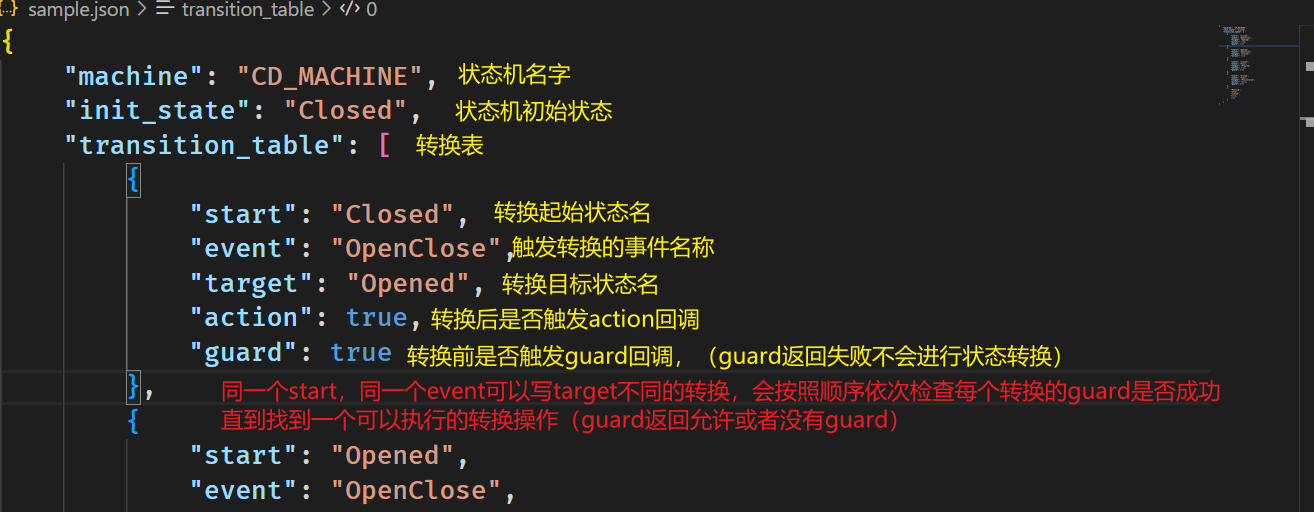 {..} sample.json > transition_table > </> 0
{
"machine": "CD_MACHINE", 状态机名字
"init_state": "Closed", 状态机初始状态
"transition_table": [ 转换表
{
"start": "Closed", 转换起始状态名
"event": "OpenClose",触发转换的事件名称
"target": "Opened", 转换目标状态名
"action": true,转换后是否触发action回调
"guard": true 转换前是否触发guard回调，（guard返回失败不会进行状态转换）
}, 同一个start，同一个event可以写target不同的转换，会按照顺序依次检查每个转换的guard是否成功
{ 直到找到一个可以执行的转换操作（guard返回允许或者没有guard）
"start": "Opened",
"event": "OpenClose",